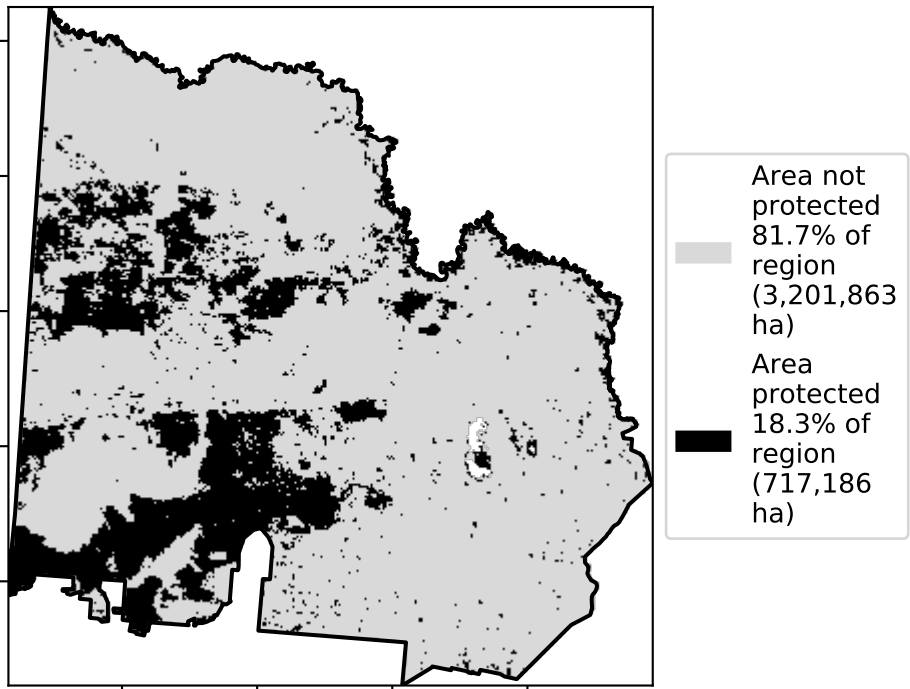 Area not
protected
81.7% of
region
(3,201,863
ha)
Area
protected
18.3% of
region
(717,186
ha)